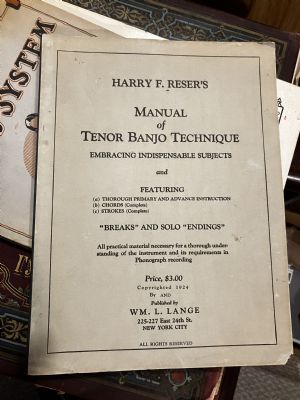 SYSTEM
HARRY F. RESER'S
MANUAL
of
TENOR BANJO TECHNIQUE
EMBRACING INDISPENSABLE SUBJECTS
and
FEATURING
(a) THOROUGH PRIMARY AND ADVANCE INSTRUCTION
(b) CHORDS (Complete)
(c) STROKES (Complete)
"BREAKS" AND SOLO "ENDINGS"
All practical material necessary for a thorough under-
standing of the instrument and its requirements in
Phonograph recording
Price, $3.00
Copyrighted 1924
By AND
Published by
WM. L. LANGE
225-227 East 24th St.
NEW YORK CITY
ALL RIGHTS RESERVED